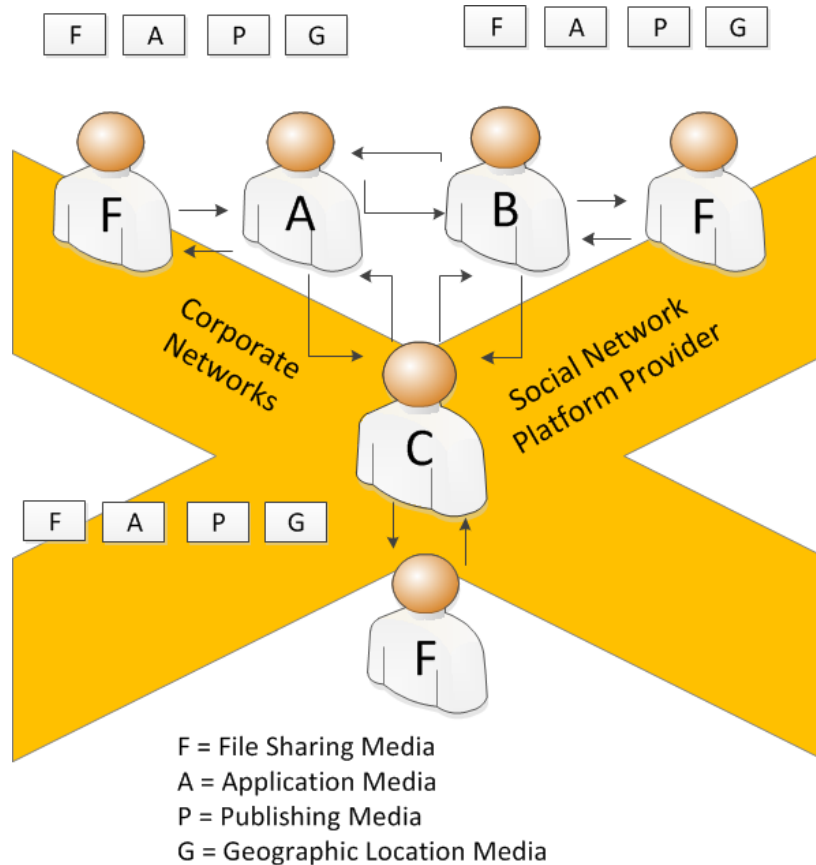 F A P G
F A P G
F A B F
Corporate
Networks
Social Network
Platform Provider
C
F A P G
F
F = File Sharing Media
A = Application Media
P = Publishing Media
G = Geographic Location Media